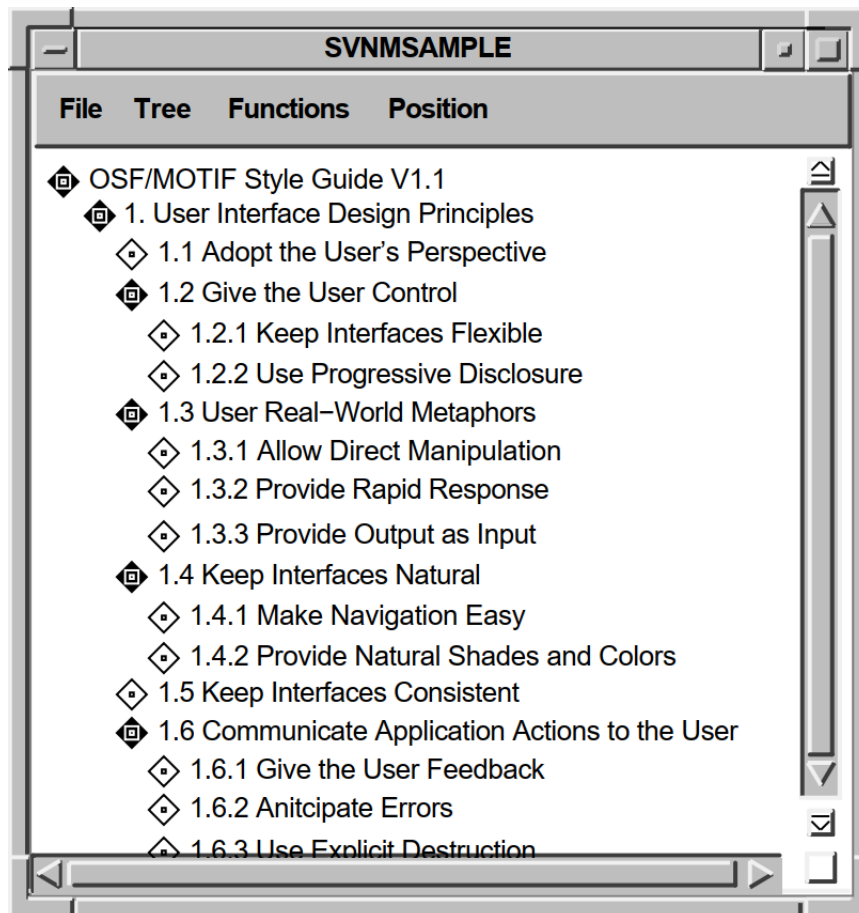 SVNMSAMPLE
File Tree Functions Position
OSF/MOTIF Style Guide V1.1
1. User Interface Design Principles
1.1 Adopt the User's Perspective
1.2 Give the User Control
1.2.1 Keep Interfaces Flexible
1.2.2 Use Progressive Disclosure
1.3 User Real−World Metaphors
1.3.1 Allow Direct Manipulation
1.3.2 Provide Rapid Response
1.3.3 Provide Output as Input
1.4 Keep Interfaces Natural
1.4.1 Make Navigation Easy
1.4.2 Provide Natural Shades and Colors
1.5 Keep Interfaces Consistent
1.6 Communicate Application Actions to the User
1.6.1 Give the User Feedback
1.6.2 Anitcipate Errors
1.6.3 Use Explicit Destruction